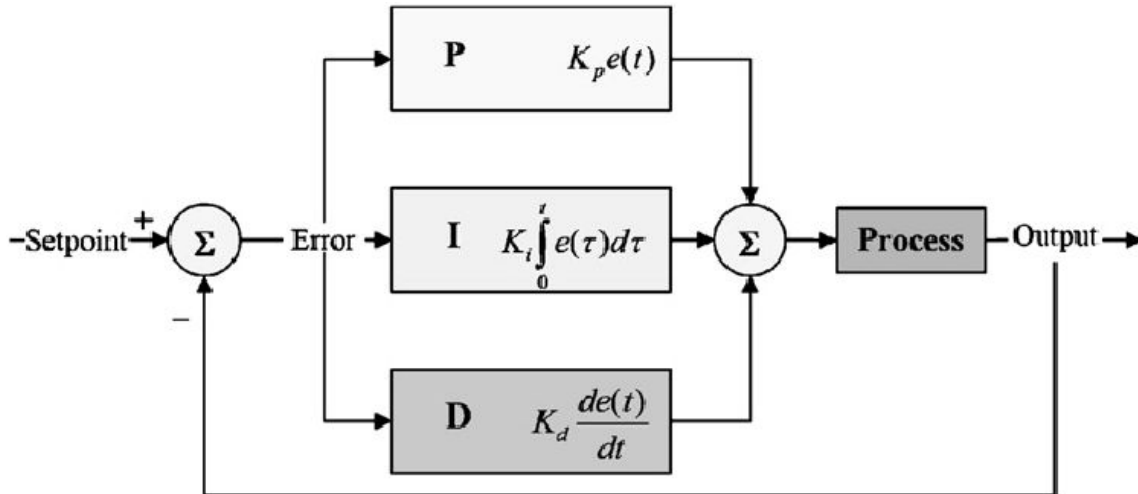 P K_p e(t)
Setpoint + Σ Error I K_i ∫_0^t e(τ)dτ Σ Process Output
−
D K_d de(t)/dt